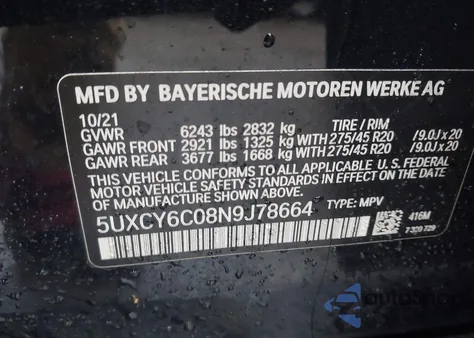 MFD BY BAYERISCHE MOTOREN WERKE AG
10/21
GVWR 6243 lbs 2832 kg TIRE / RIM
GAWR FRONT 2921 lbs 1325 kg WITH 275/45 R20 /9.0J x 20
GAWR REAR 3677 lbs 1668 kg WITH 275/45 R20 /9.0J x 20
THIS VEHICLE CONFORMS TO ALL APPLICABLE U. S. FEDERAL
MOTOR VEHICLE SAFETY STANDARDS IN EFFECT ON THE DATE
OF MANUFACTURE SHOWN ABOVE.
5UXCY6C08N9J78664 TYPE: MPV
416M